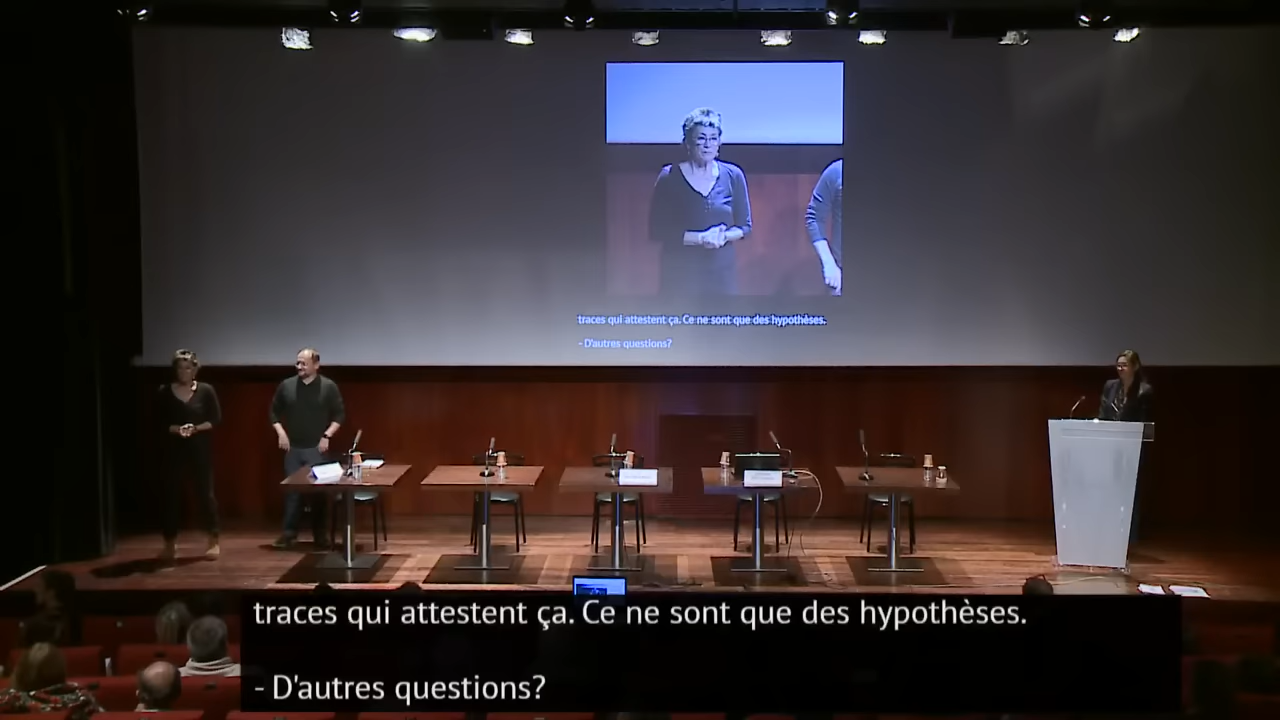 traces qui attestent ça. Ce ne sont que des hypothèses.
- D'autres questions?
traces qui attestent ça. Ce ne sont que des hypothèses.
- D'autres questions?